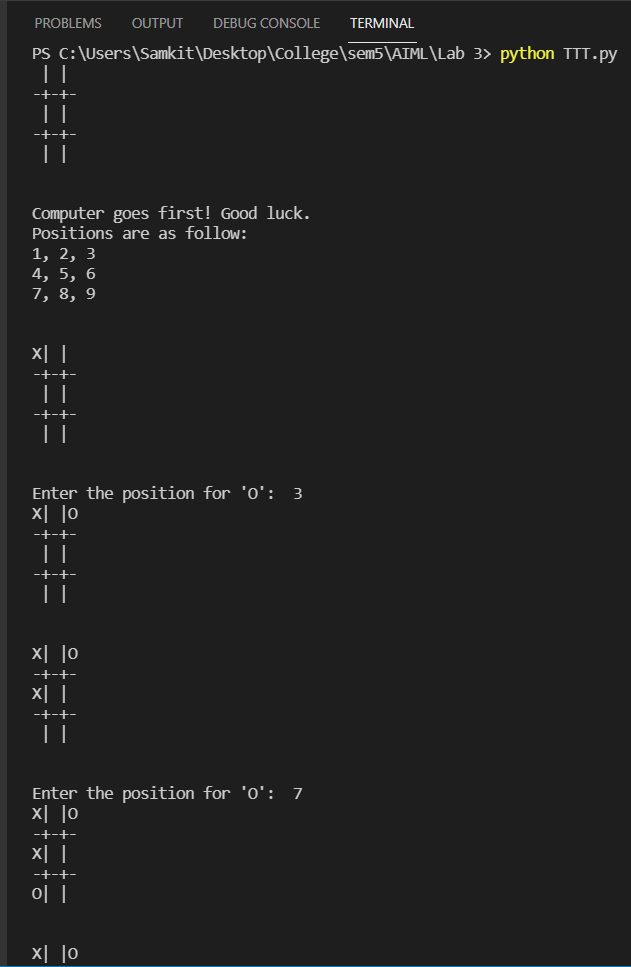 PROBLEMS OUTPUT DEBUG CONSOLE TERMINAL
PS C:\Users\Samkit\Desktop\College\sem5\AIML\Lab 3> python TTT.py
 | |
-+-+-
 | |
-+-+-
 | |
Computer goes first! Good luck.
Positions are as follow:
1, 2, 3
4, 5, 6
7, 8, 9
X| |
-+-+-
 | |
-+-+-
 | |
Enter the position for 'O':  3
X| |O
-+-+-
 | |
-+-+-
 | |
X| |O
-+-+-
X| |
-+-+-
 | |
Enter the position for 'O':  7
X| |O
-+-+-
X| |
-+-+-
O| |
X| |O